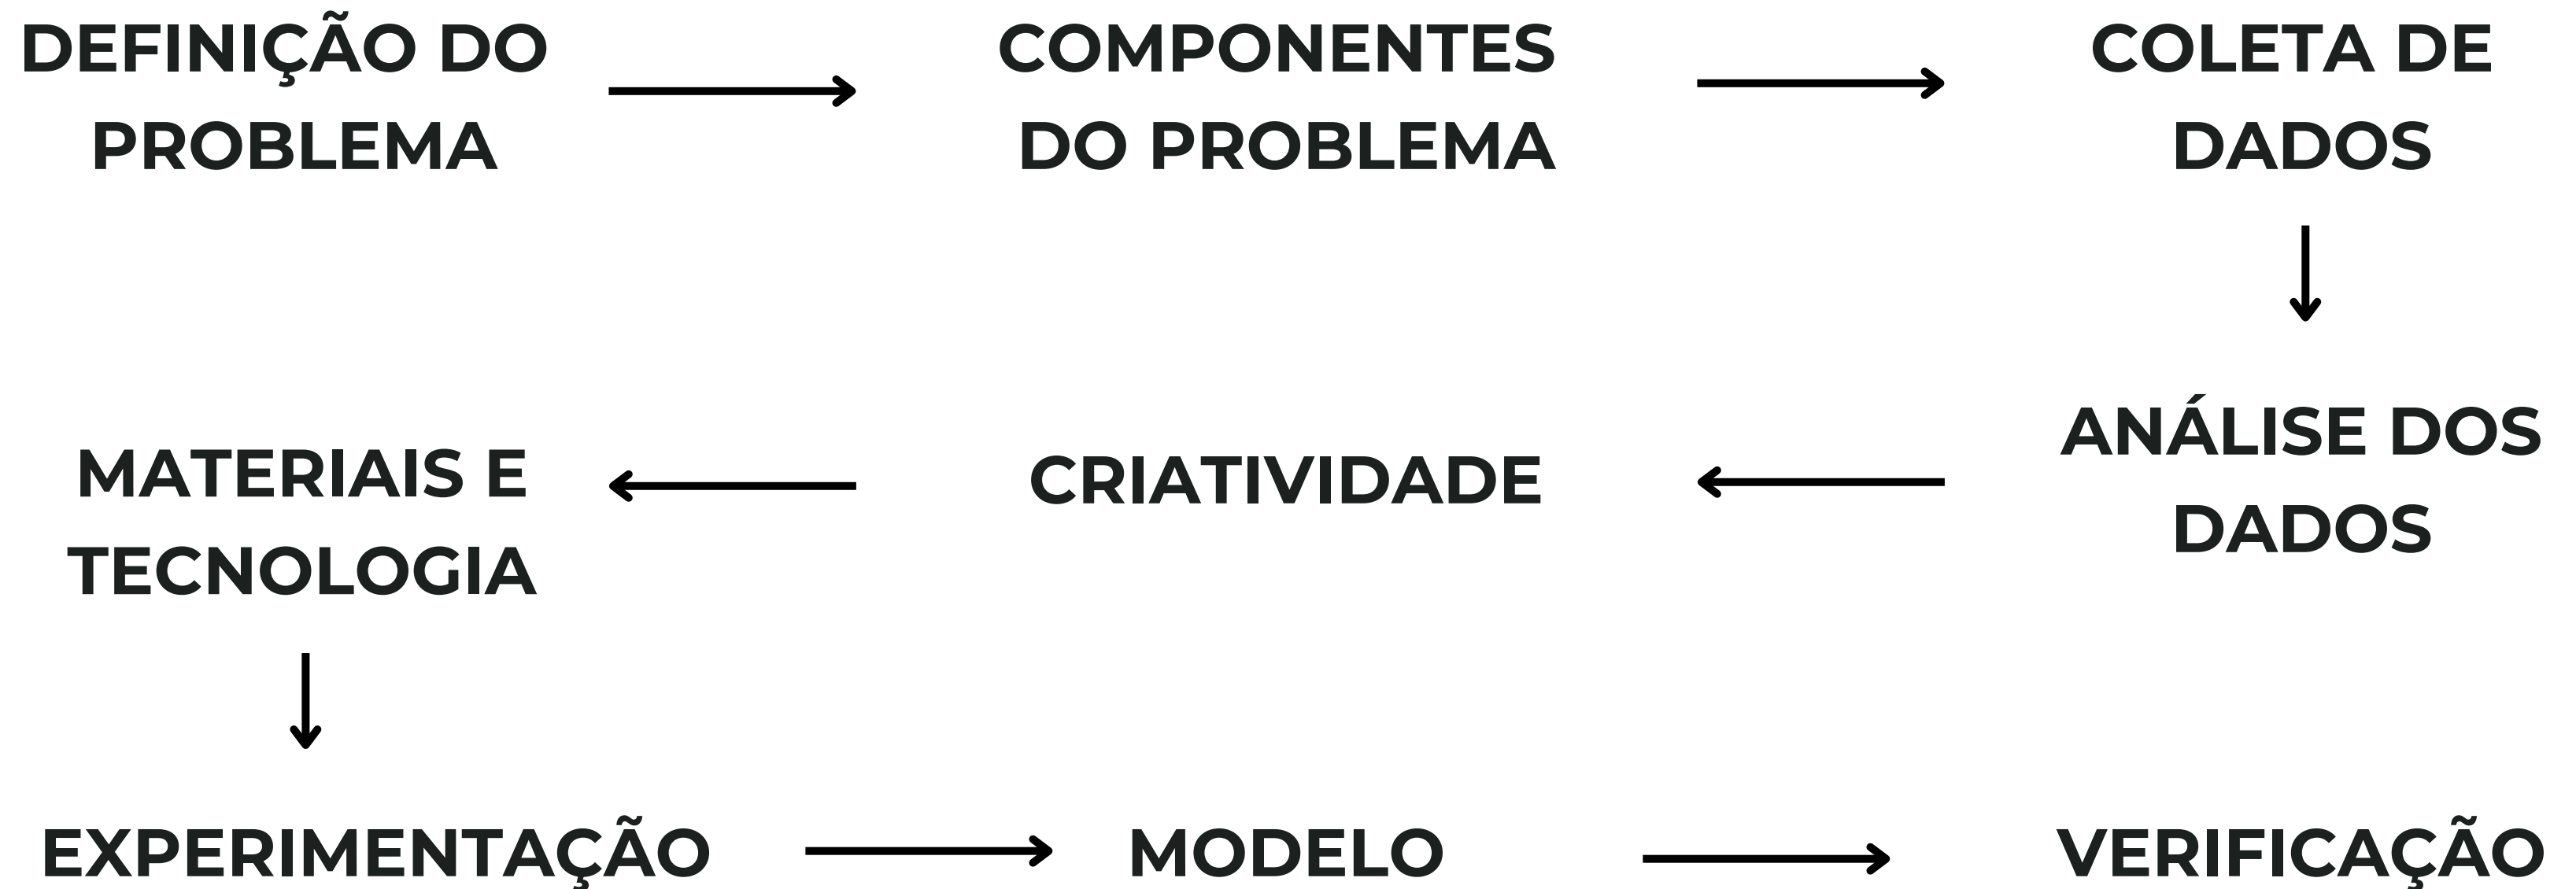 DEFINIÇÃO DO
PROBLEMA
COMPONENTES
DO PROBLEMA
COLETA DE
DADOS
ANÁLISE DOS
DADOS
CRIATIVIDADE
MATERIAIS E
TECNOLOGIA
EXPERIMENTAÇÃO
MODELO
VERIFICAÇÃO